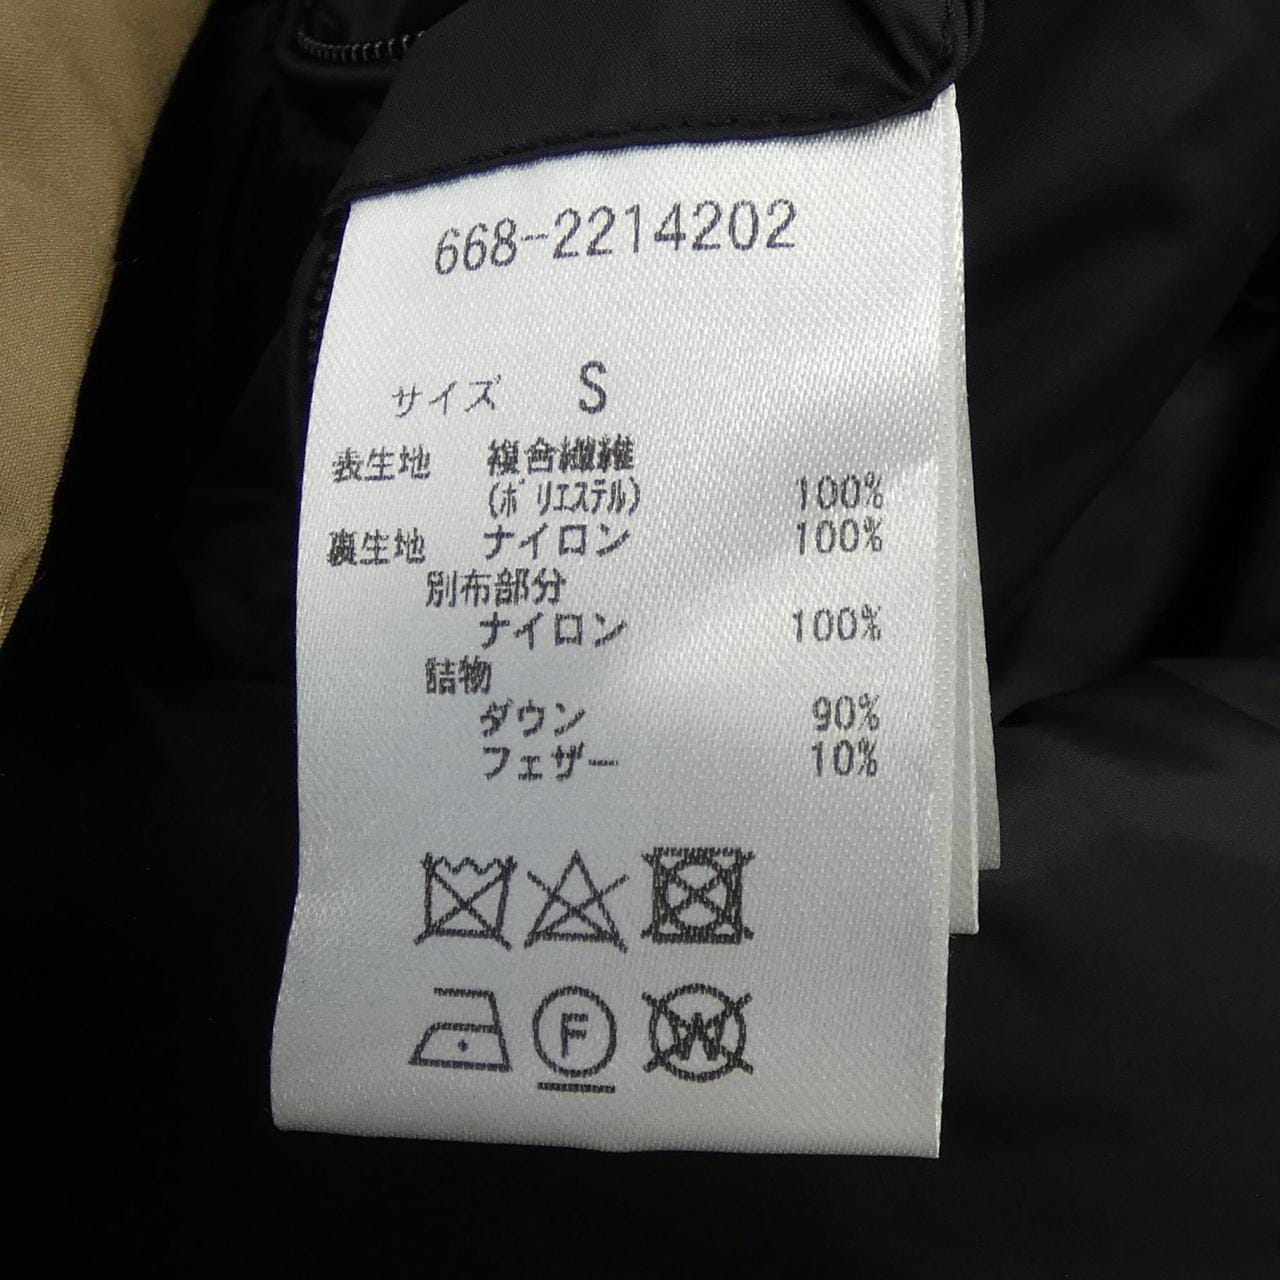 668-2214202
サイズ S
表生地 複合繊維
(ポリエステル) 100%
裏生地 ナイロン 100%
別布部分
ナイロン 100%
詰物
ダウン 90%
フェザー 10%
F W